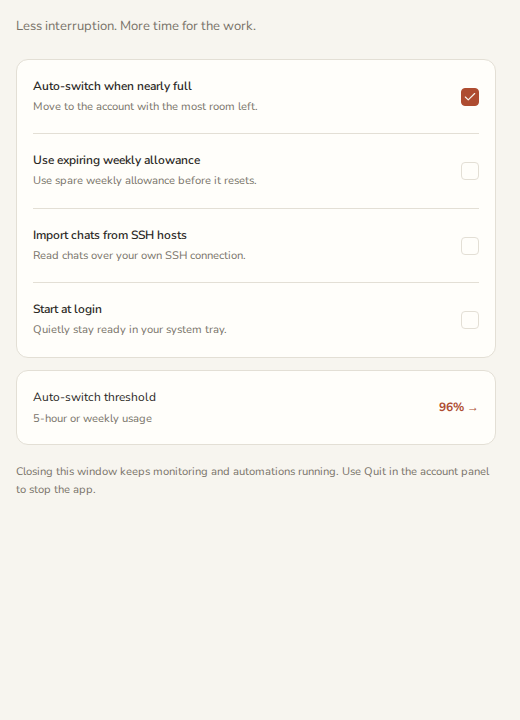 Less interruption. More time for the work.
Auto-switch when nearly full
Move to the account with the most room left.
Use expiring weekly allowance
Use spare weekly allowance before it resets.
Import chats from SSH hosts
Read chats over your own SSH connection.
Start at login
Quietly stay ready in your system tray.
Auto-switch threshold
96% →
5-hour or weekly usage
Closing this window keeps monitoring and automations running. Use Quit in the account panel
to stop the app.